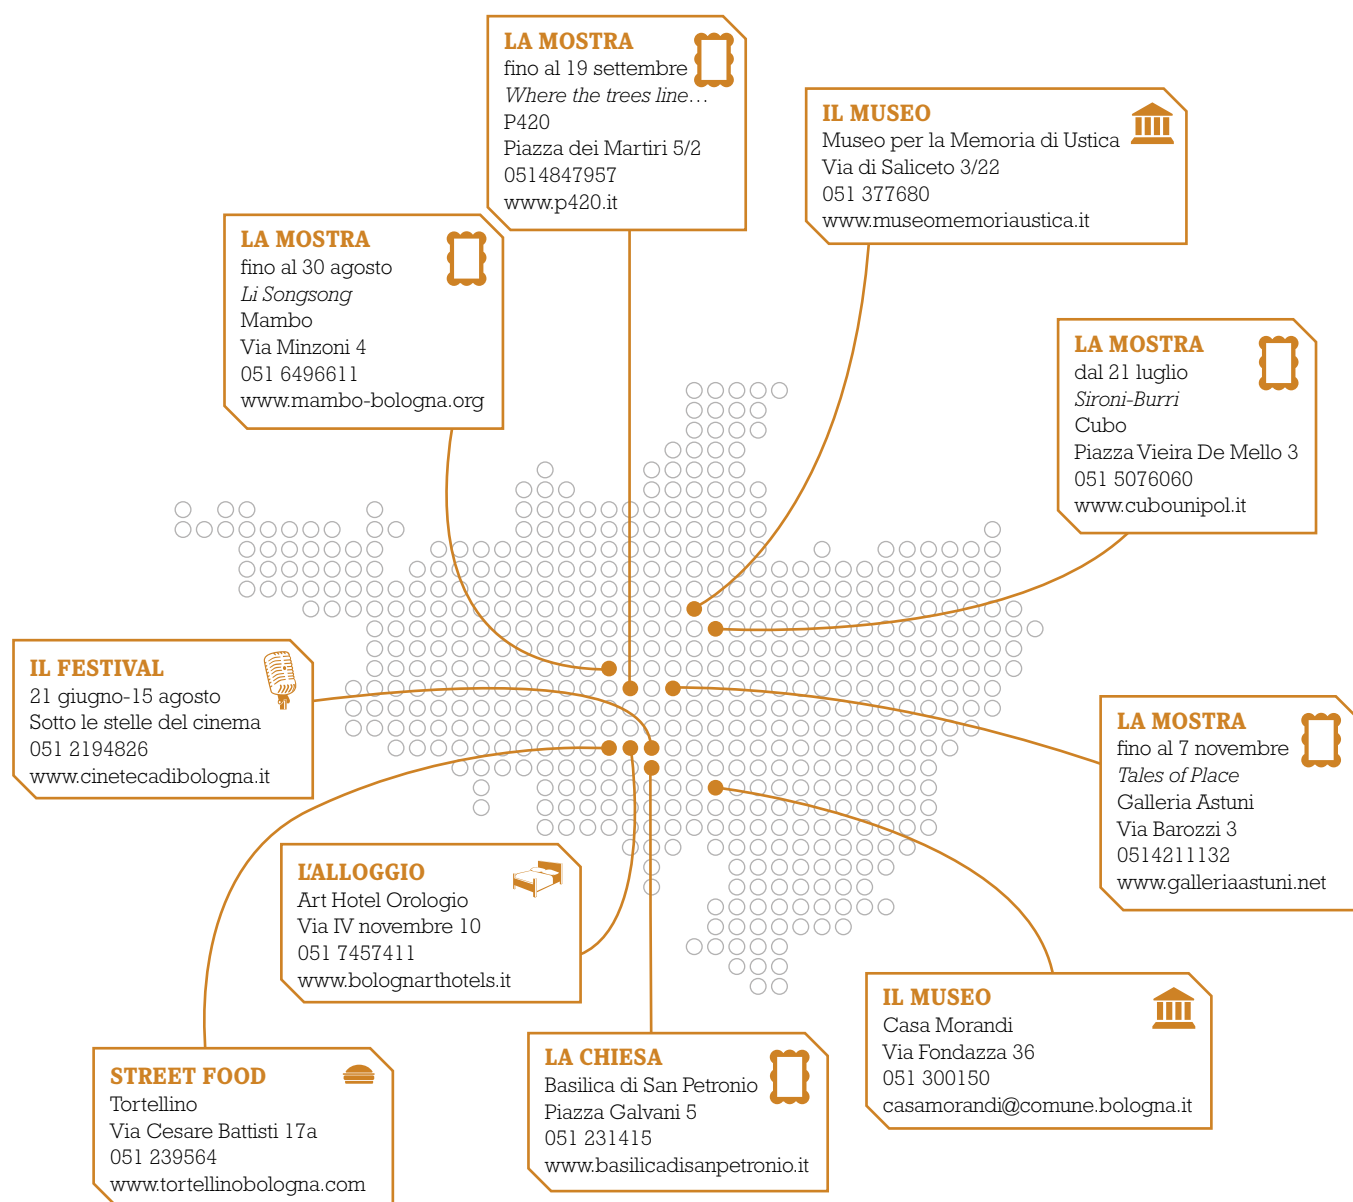 LA MOSTRA
fino al 19 settembre
Where the trees line...
P420
Piazza dei Martiri 5/2
0514847957
www.p420.it
IL MUSEO
Museo per la Memoria di Ustica
Via di Saliceto 3/22
051 377680
www.museomemoriaustica.it
LA MOSTRA
fino al 30 agosto
Li Songsong
Mambo
Via Minzoni 4
051 6496611
www.mambo-bologna.org
LA MOSTRA
dal 21 luglio
Sironi-Burri
Cubo
Piazza Vieira De Mello 3
051 5076060
www.cubounipol.it
IL FESTIVAL
21 giugno-15 agosto
Sotto le stelle del cinema
051 2194826
www.cinetecadibologna.it
LA MOSTRA
fino al 7 novembre
Tales of Place
Galleria Astuni
Via Barozzi 3
0514211132
www.galleriaastuni.net
L'ALLOGGIO
Art Hotel Orologio
Via IV novembre 10
051 7457411
www.bolognarthotels.it
IL MUSEO
Casa Morandi
Via Fondazza 36
051 300150
casamorandi@comune.bologna.it
STREET FOOD
Tortellino
Via Cesare Battisti 17a
051 239564
www.tortellinobologna.com
LA CHIESA
Basilica di San Petronio
Piazza Galvani 5
051 231415
www.basilicadisanpetronio.it